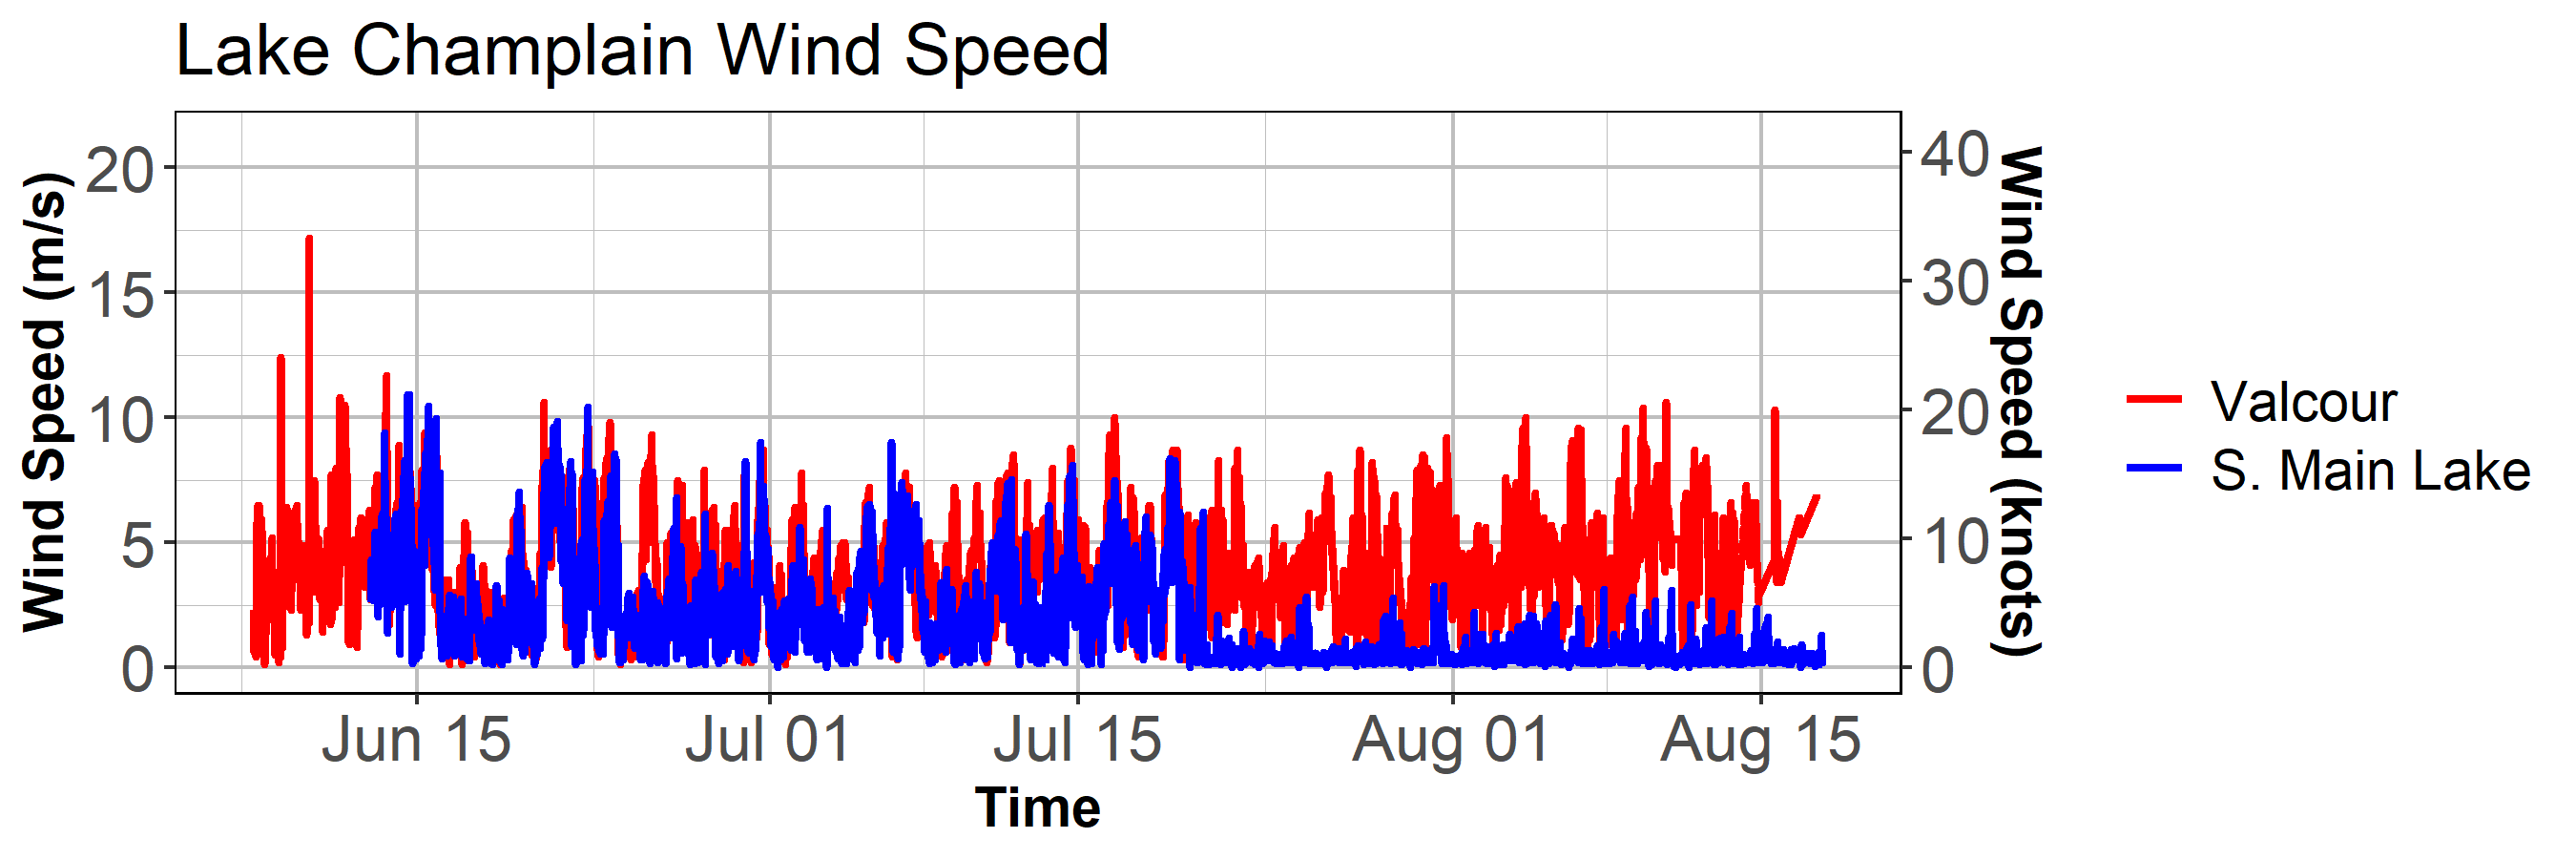 Lake Champlain Wind Speed
Wind Speed (m/s)
20
15
10
5
0
40
30
20
10
0
Wind Speed (knots)
Jun 15
Jul 01
Jul 15
Aug 01
Aug 15
Time
Valcour
S. Main Lake